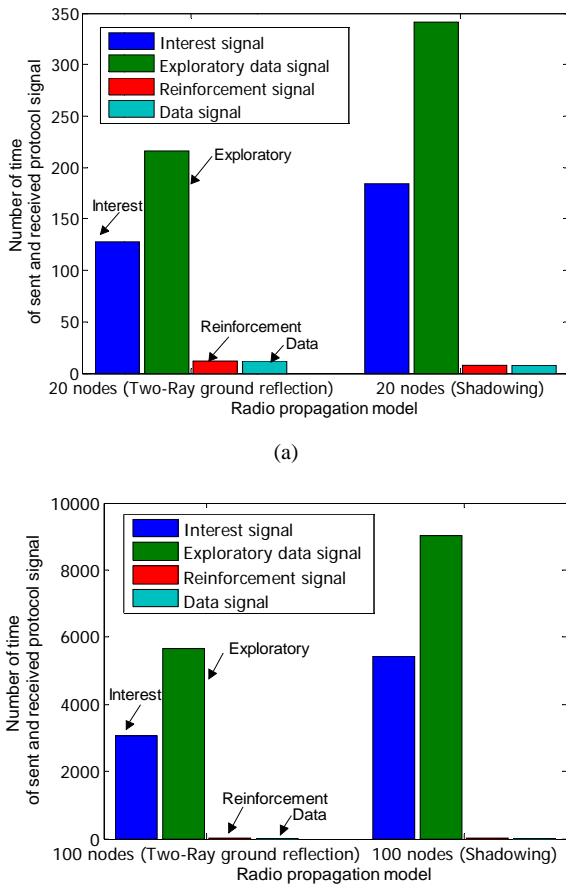 350
300
250
200
150
100
50
0
Number of time
of sent and received protocol signal
Interest signal
Exploratory data signal
Reinforcement signal
Data signal
Exploratory
Interest
Reinforcement
Data
20 nodes (Two-Ray ground reflection)
20 nodes (Shadowing)
Radio propagation model
(a)
10000
8000
6000
4000
2000
0
Number of time
of sent and received protocol signal
Interest signal
Exploratory data signal
Reinforcement signal
Data signal
Exploratory
Interest
Reinforcement
Data
100 nodes (Two-Ray ground reflection)
100 nodes (Shadowing)
Radio propagation model